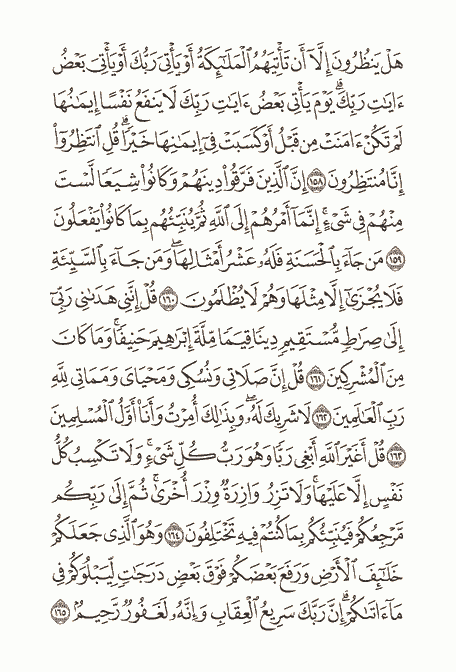 هَلْ يَنظُرُونَ إِلَّآ أَن تَأْتِيَهُمُ ٱلْمَلَٰٓئِكَةُ أَوْ يَأْتِىَ رَبُّكَ أَوْ يَأْتِىَ بَعْضُ
ءَايَٰتِ رَبِّكَ ۗ يَوْمَ يَأْتِى بَعْضُ ءَايَٰتِ رَبِّكَ لَا يَنفَعُ نَفْسًا إِيمَٰنُهَا
لَمْ تَكُنْ ءَامَنَتْ مِن قَبْلُ أَوْ كَسَبَتْ فِىٓ إِيمَٰنِهَا خَيْرًا ۗ قُلِ ٱنتَظِرُوٓا۟
إِنَّا مُنتَظِرُونَ ١٥٨ إِنَّ ٱلَّذِينَ فَرَّقُوا۟ دِينَهُمْ وَكَانُوا۟ شِيَعًا لَّسْتَ
مِنْهُمْ فِى شَىْءٍ ۚ إِنَّمَآ أَمْرُهُمْ إِلَى ٱللَّهِ ثُمَّ يُنَبِّئُهُم بِمَا كَانُوا۟ يَفْعَلُونَ
١٥٩ مَن جَآءَ بِٱلْحَسَنَةِ فَلَهُۥ عَشْرُ أَمْثَالِهَا ۖ وَمَن جَآءَ بِٱلسَّيِّئَةِ
فَلَا يُجْزَىٰٓ إِلَّا مِثْلَهَا وَهُمْ لَا يُظْلَمُونَ ١٦٠ قُلْ إِنَّنِى هَدَىٰنِى رَبِّىٓ
إِلَىٰ صِرَٰطٍ مُّسْتَقِيمٍ دِينًا قِيَمًا مِّلَّةَ إِبْرَٰهِيمَ حَنِيفًا ۚ وَمَا كَانَ
مِنَ ٱلْمُشْرِكِينَ ١٦١ قُلْ إِنَّ صَلَاتِى وَنُسُكِى وَمَحْيَاىَ وَمَمَاتِى لِلَّهِ
رَبِّ ٱلْعَٰلَمِينَ ١٦٢ لَا شَرِيكَ لَهُۥ ۖ وَبِذَٰلِكَ أُمِرْتُ وَأَنَا۠ أَوَّلُ ٱلْمُسْلِمِينَ
١٦٣ قُلْ أَغَيْرَ ٱللَّهِ أَبْغِى رَبًّا وَهُوَ رَبُّ كُلِّ شَىْءٍ ۚ وَلَا تَكْسِبُ كُلُّ
نَفْسٍ إِلَّا عَلَيْهَا ۚ وَلَا تَزِرُ وَازِرَةٌ وِزْرَ أُخْرَىٰ ۚ ثُمَّ إِلَىٰ رَبِّكُم
مَّرْجِعُكُمْ فَيُنَبِّئُكُم بِمَا كُنتُمْ فِيهِ تَخْتَلِفُونَ ١٦٤ وَهُوَ ٱلَّذِى جَعَلَكُمْ
خَلَٰٓئِفَ ٱلْأَرْضِ وَرَفَعَ بَعْضَكُمْ فَوْقَ بَعْضٍ دَرَجَٰتٍ لِّيَبْلُوَكُمْ فِى
مَآ ءَاتَىٰكُمْ ۗ إِنَّ رَبَّكَ سَرِيعُ ٱلْعِقَابِ وَإِنَّهُۥ لَغَفُورٌ رَّحِيمٌۢ ١٦٥